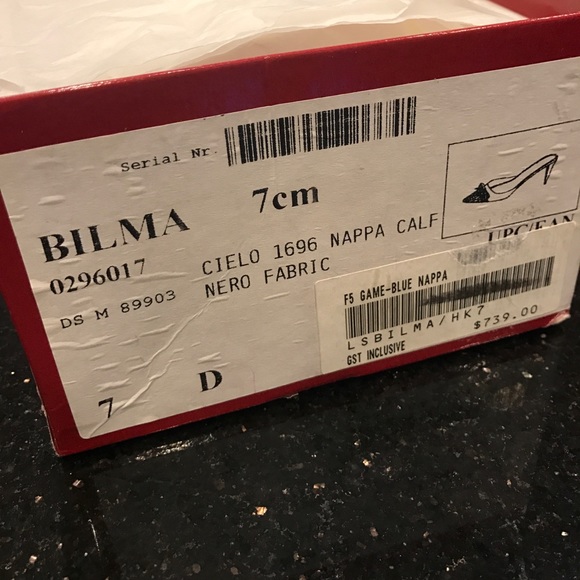 Serial Nr.
7cm
BILMA
0296017
CIELO 1696 NAPPA CALF
DS M 89903
NERO FABRIC
UPC/EAN
7 D
F5 GAME-BLUE NAPPA
LSBILMA/HK7
$739.00
GST INCLUSIVE